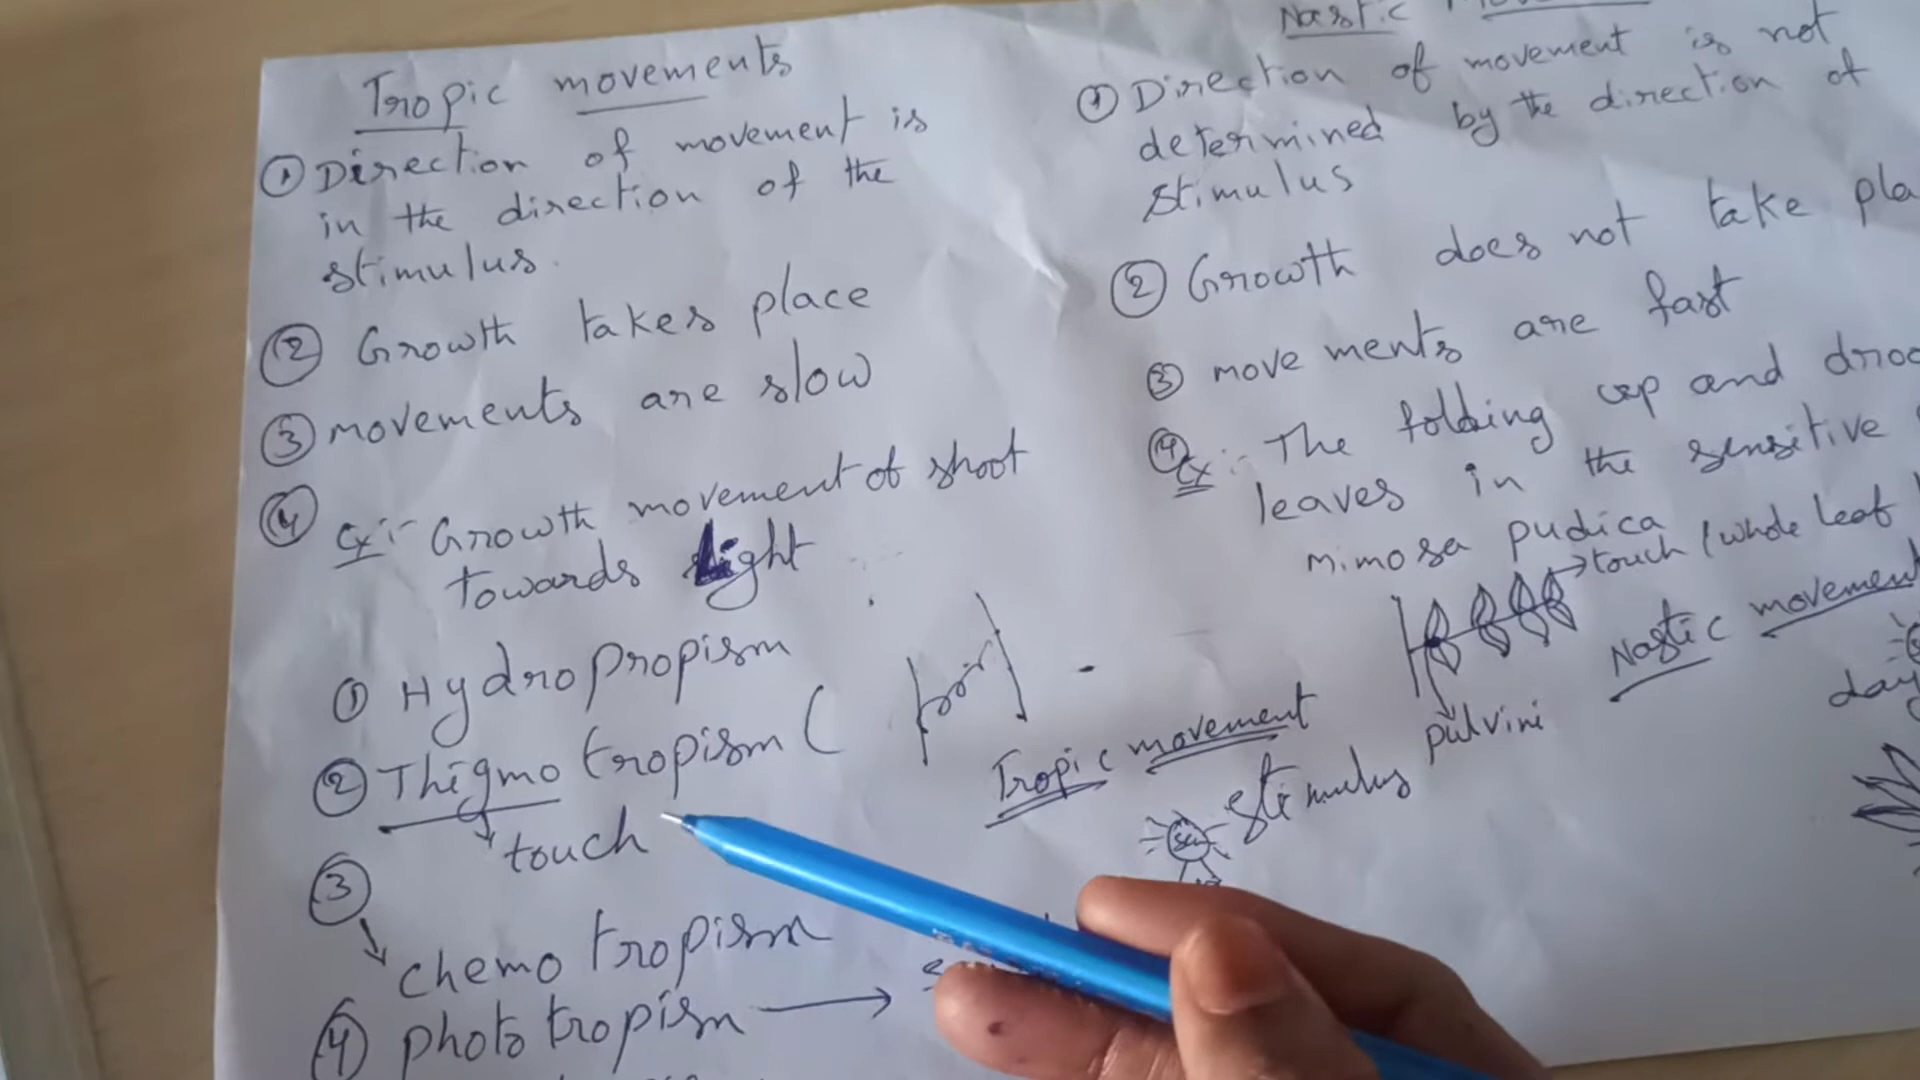 Tropic movements
① Direction of movement is
in the direction of the
stimulus.
② Growth takes place
③ movements are slow
④ Ex:- Growth movement of shoot
towards Light
① Hydropropism
② Thigmo tropism (
touch
③
chemo tropism
④ photo tropism
Nastic
① Direction of movement is not
determined by the direction of
stimulus
② Growth does not take pla
③ move ments are fast
④ Ex:- The folding up and droo
leaves in the sensitive
mimosa pudica
touch / whole leaf
pulvini
Nastic movement
day
Tropic movement
stimulus
sun